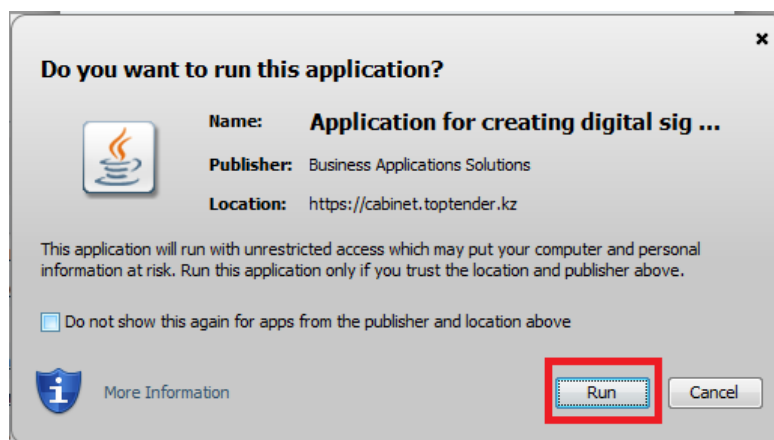 Do you want to run this application?
Name: Application for creating digital sig ...
Publisher: Business Applications Solutions
Location: https://cabinet.toptender.kz
This application will run with unrestricted access which may put your computer and personal
information at risk. Run this application only if you trust the location and publisher above.
Do not show this again for apps from the publisher and location above
More Information
Run Cancel